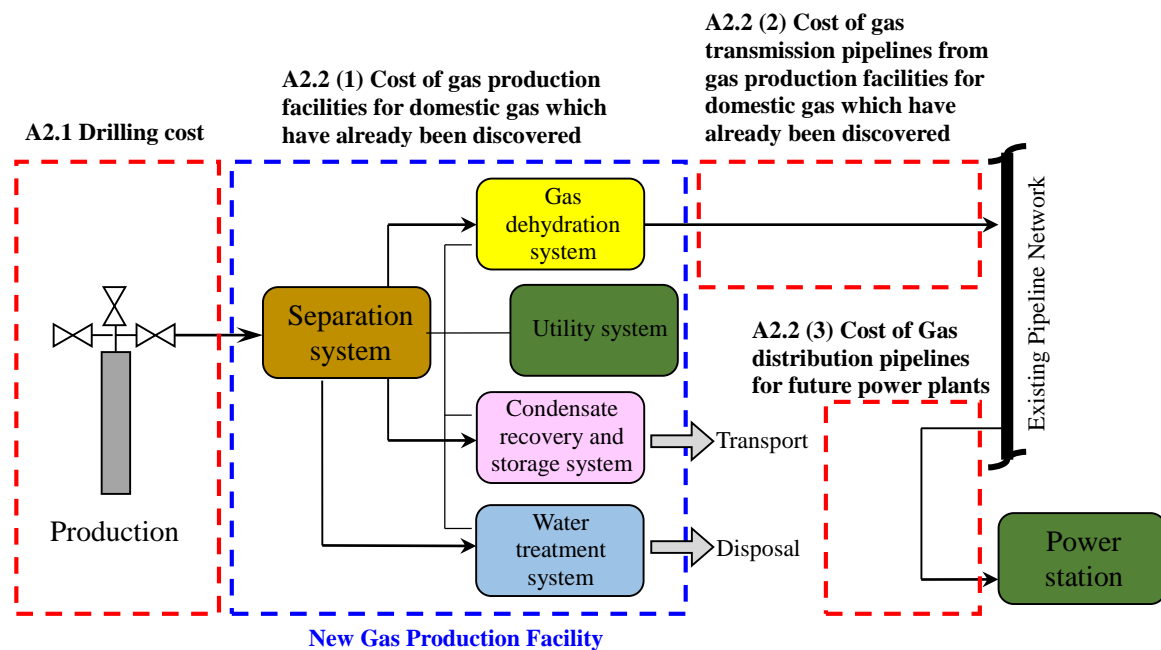 A2.2 (2) Cost of gas
transmission pipelines from
gas production facilities for
domestic gas which have
already been discovered
A2.2 (1) Cost of gas production
facilities for domestic gas which
have already been discovered
A2.1 Drilling cost
Gas
dehydration
system
Separation
system
Utility system
Existing Pipeline Network
A2.2 (3) Cost of Gas
distribution pipelines
for future power plants
Condensate
recovery and
storage system
Transport
Production
Water
treatment
system
Disposal
Power
station
New Gas Production Facility